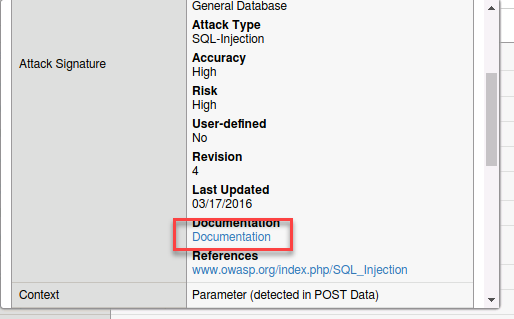 General Database
Attack Type
SQL-Injection
Accuracy
High
Attack Signature
Risk
High
User-defined
No
Revision
4
Last Updated
03/17/2016
Documentation
Documentation
References
www.owasp.org/index.php/SQL_Injection
Context
Parameter (detected in POST Data)